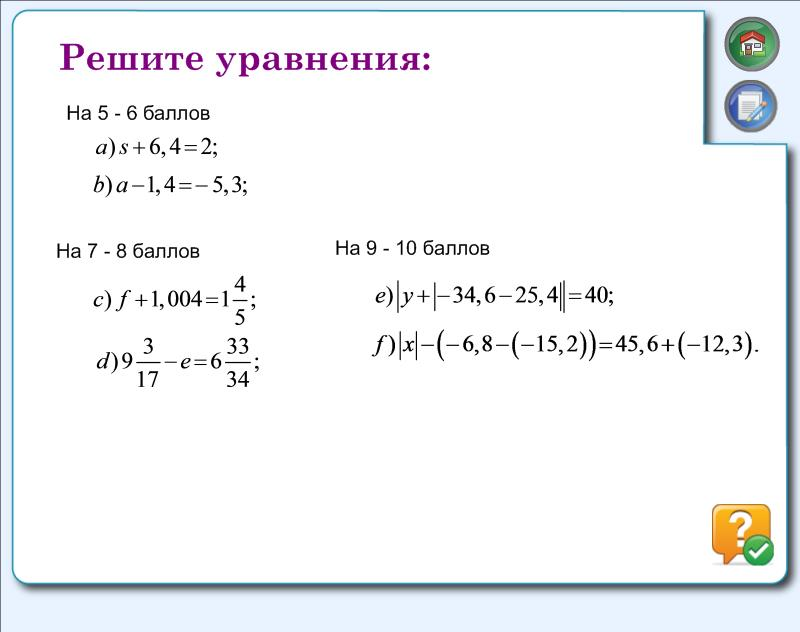 Решите уравнения:
На 5 - 6 баллов
a) s + 6,4 = 2;
b) a − 1,4 = − 5,3;
На 7 - 8 баллов
c) f + 1,004 = 1 4/5;
d) 9 3/17 − e = 6 33/34;
На 9 - 10 баллов
e) |y + |−34,6 − 25,4|| = 40;
f) |x| − (−6,8 − (−15,2)) = 45,6 + (−12,3).
?